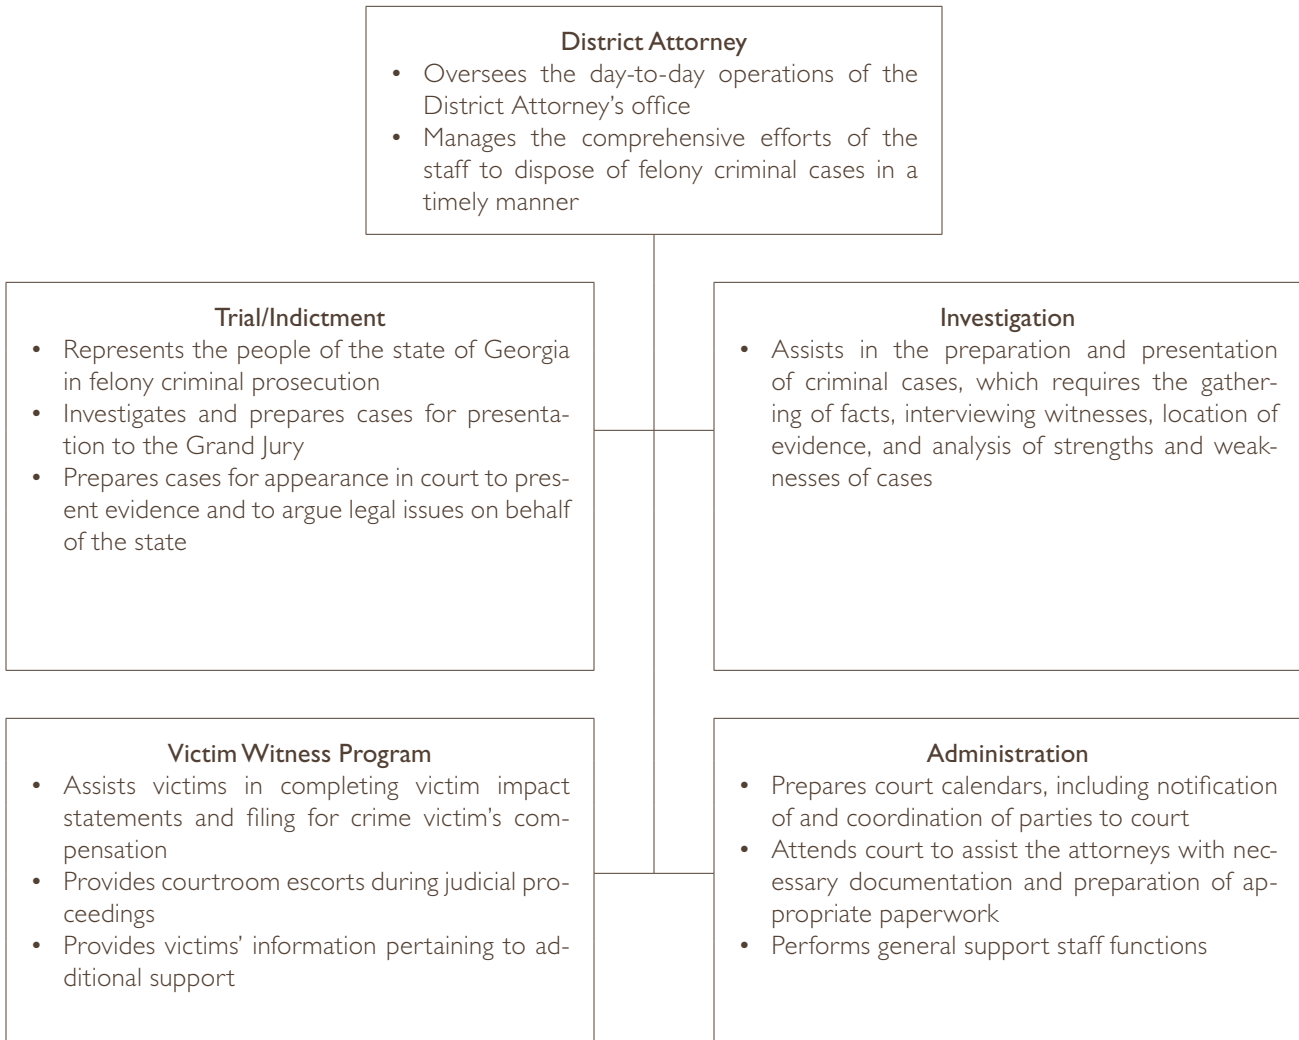 District Attorney
• Oversees the day-to-day operations of the
District Attorney’s office
• Manages the comprehensive efforts of the
staff to dispose of felony criminal cases in a
timely manner
Trial/Indictment
• Represents the people of the state of Georgia
in felony criminal prosecution
• Investigates and prepares cases for presenta-
tion to the Grand Jury
• Prepares cases for appearance in court to pres-
ent evidence and to argue legal issues on behalf
of the state
Investigation
• Assists in the preparation and presentation
of criminal cases, which requires the gather-
ing of facts, interviewing witnesses, location of
evidence, and analysis of strengths and weak-
nesses of cases
Victim Witness Program
• Assists victims in completing victim impact
statements and filing for crime victim’s com-
pensation
• Provides courtroom escorts during judicial pro-
ceedings
• Provides victims’ information pertaining to ad-
ditional support
Administration
• Prepares court calendars, including notification
of and coordination of parties to court
• Attends court to assist the attorneys with nec-
essary documentation and preparation of ap-
propriate paperwork
• Performs general support staff functions